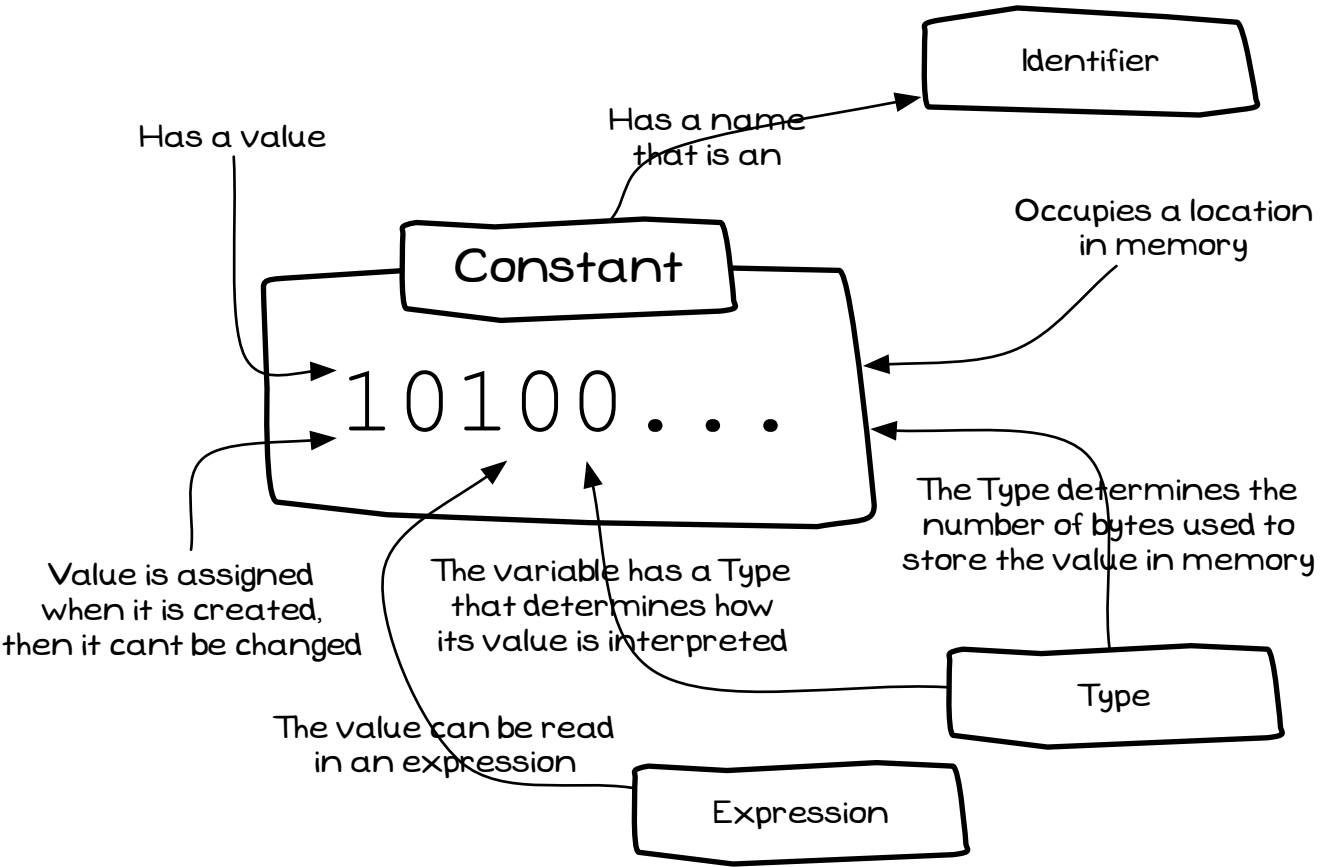 Identifier
Has a name
that is an
Has a value
Occupies a location
in memory
Constant
10100...
The Type determines the
number of bytes used to
store the value in memory
Value is assigned
when it is created,
then it cant be changed
The variable has a Type
that determines how
its value is interpreted
Type
The value can be read
in an expression
Expression